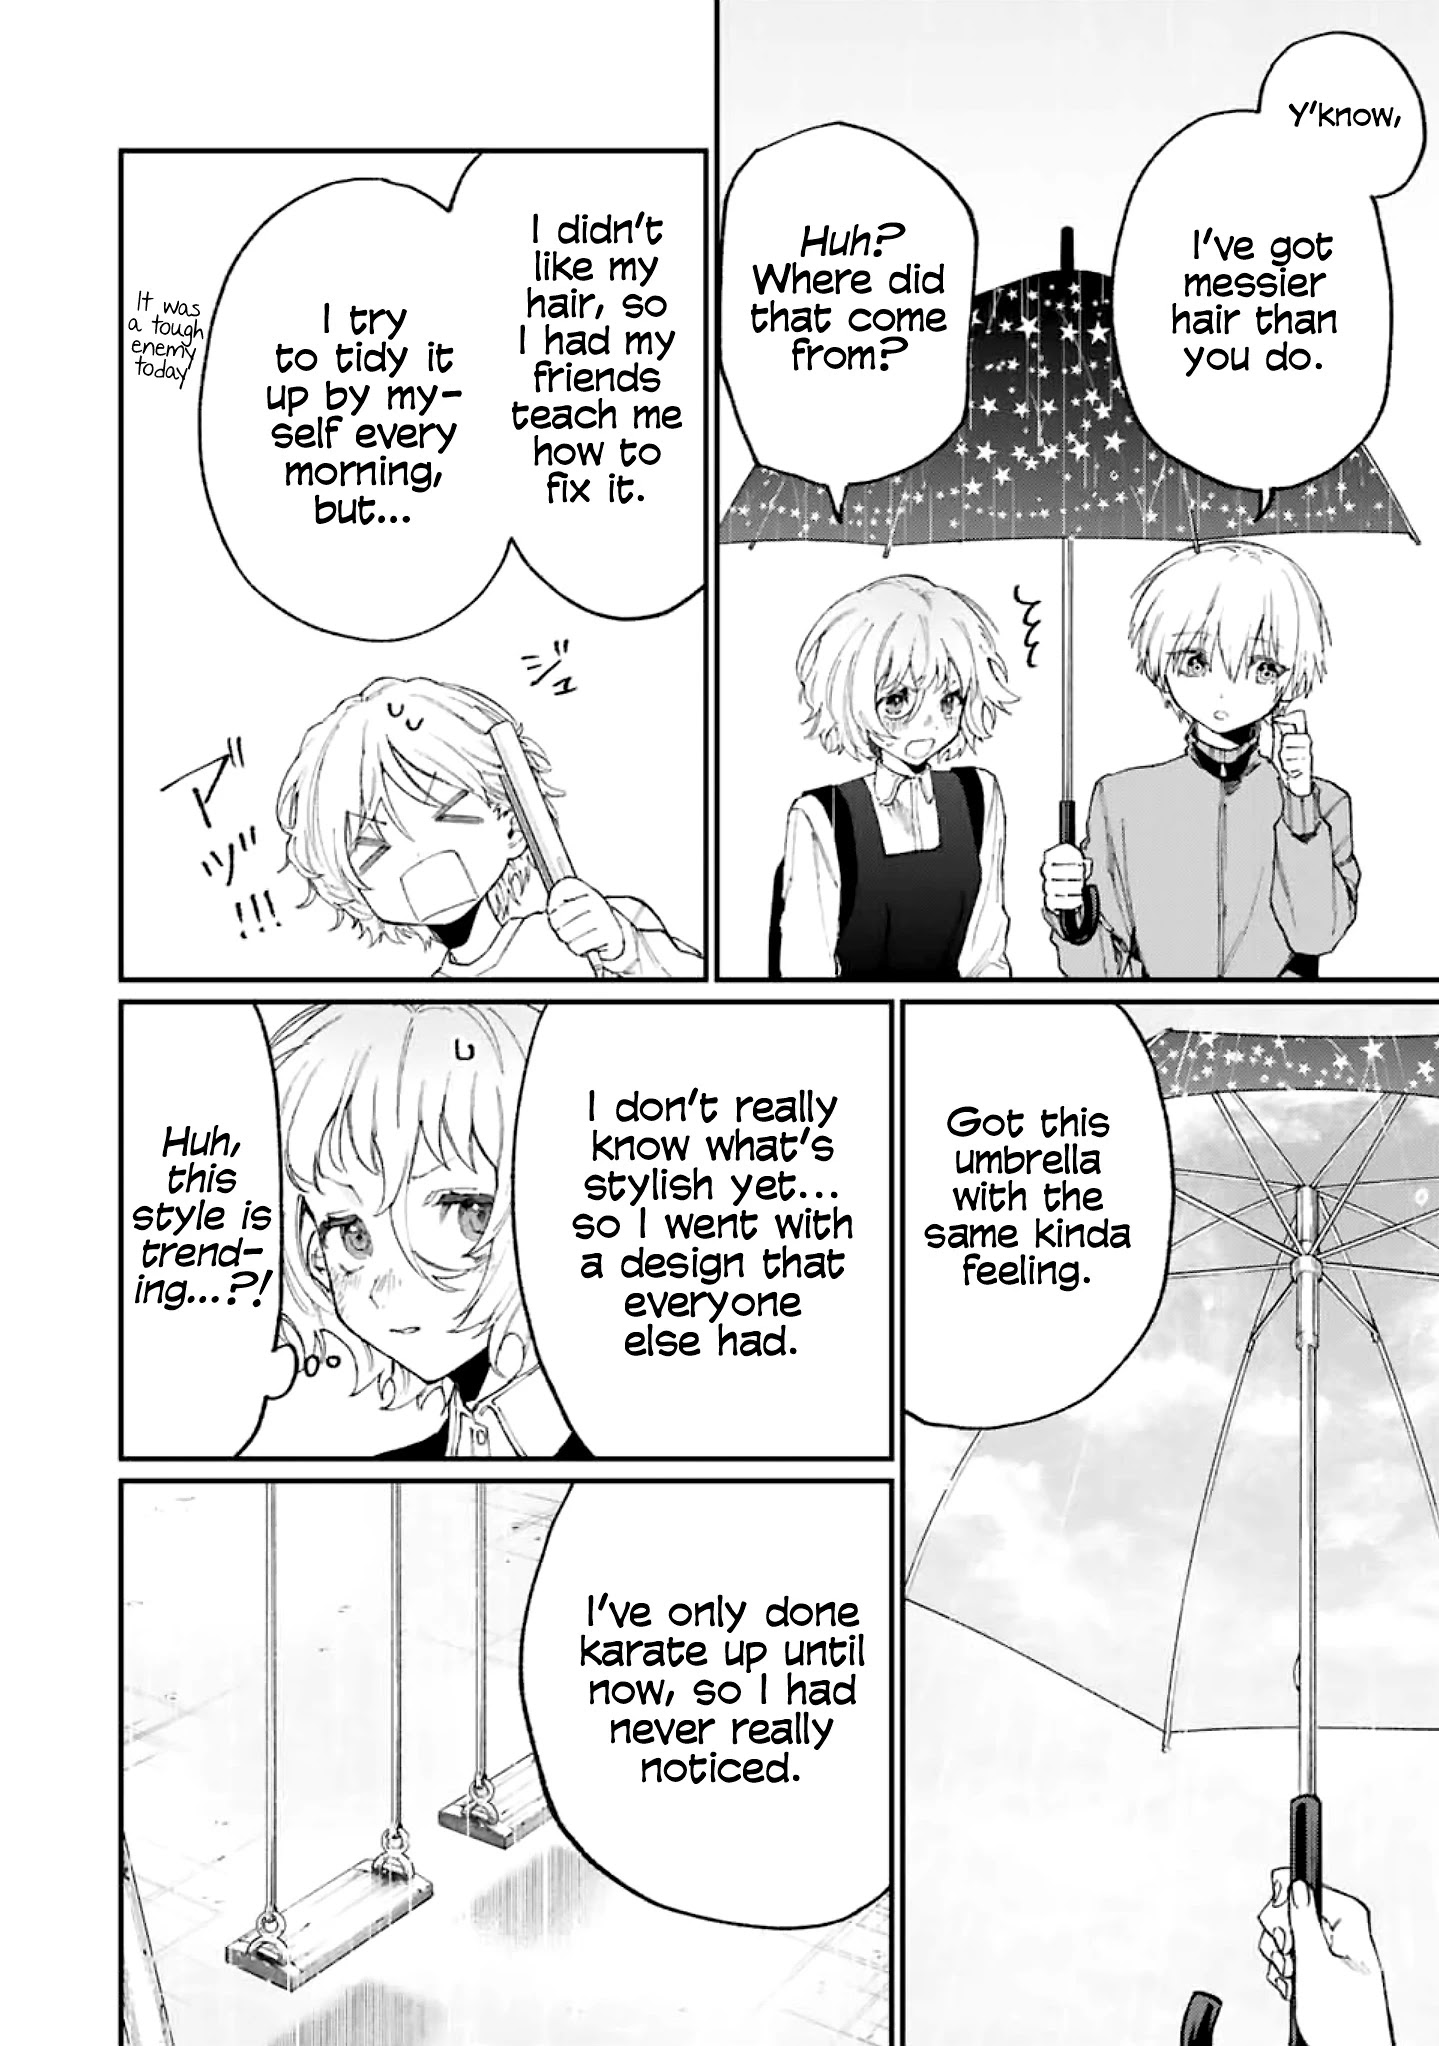 Y'know,
I've got
messier
hair than
you do.
Huh?
Where did
that come
from?
I didn't
like my
hair, so
I had my
friends
teach me
how to
fix it.
I try
to tidy it
up by my-
self every
morning,
but...
It was
a tough
enemy
today
ジュ
アヅ!!!
Got this
umbrella
with the
same kinda
feeling.
I don't really
know what's
stylish yet...
so I went with
a design that
everyone
else had.
Huh,
this
style is
trend-
ing...?!
I've only done
karate up until
now, so I had
never really
noticed.